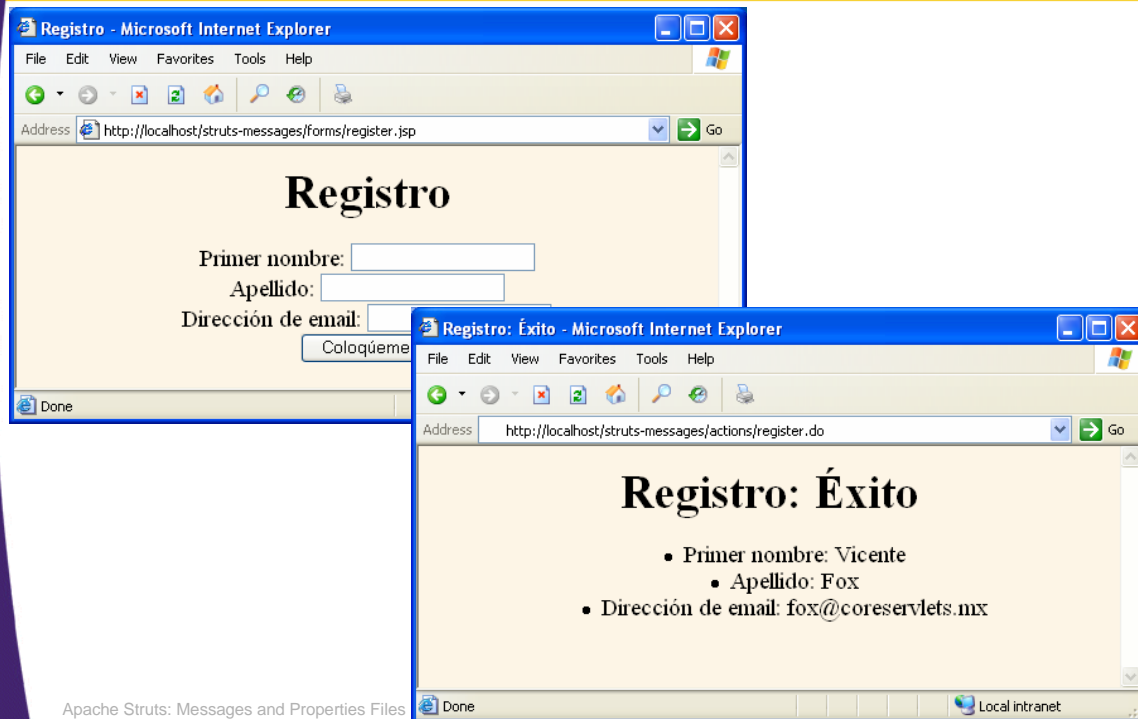 Registro - Microsoft Internet Explorer
File Edit View Favorites Tools Help
Address http://localhost/struts-messages/forms/register.jsp Go
Registro
Primer nombre:
Apellido:
Dirección de email:
Coloqúeme
Done
Registro: Éxito - Microsoft Internet Explorer
File Edit View Favorites Tools Help
Address http://localhost/struts-messages/actions/register.do Go
Registro: Éxito
• Primer nombre: Vicente
• Apellido: Fox
• Dirección de email: fox@coreservlets.mx
Done Local intranet
Apache Struts: Messages and Properties Files